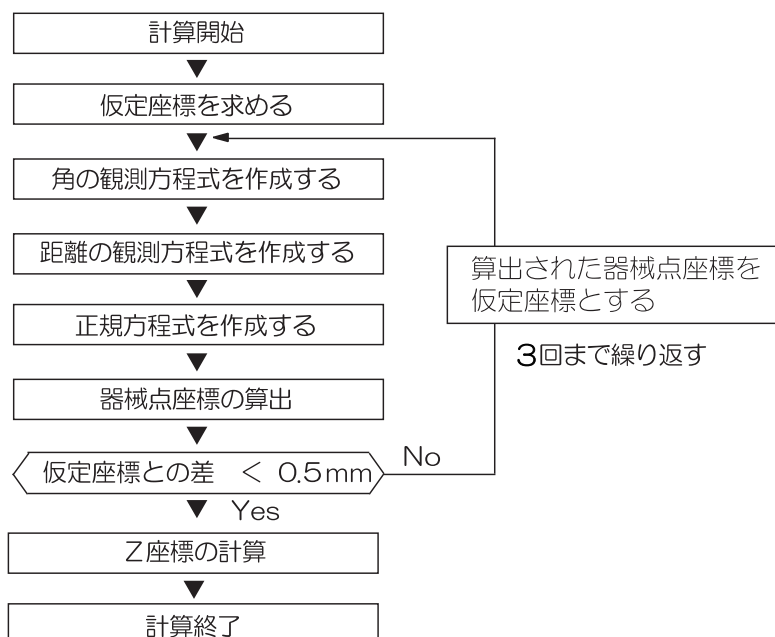 計算開始
仮定座標を求める
角の観測方程式を作成する
距離の観測方程式を作成する
正規方程式を作成する
器械点座標の算出
仮定座標との差 < 0.5mm
No
Yes
算出された器械点座標を
仮定座標とする
3回まで繰り返す
Z座標の計算
計算終了